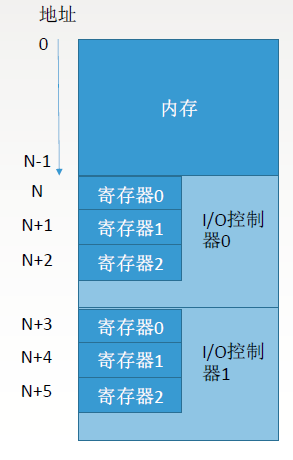 地址
0
内存
N-1
N
寄存器0
N+1
寄存器1
I/O控制
器0
N+2
寄存器2
N+3
寄存器0
N+4
寄存器1
I/O控制
器1
N+5
寄存器2